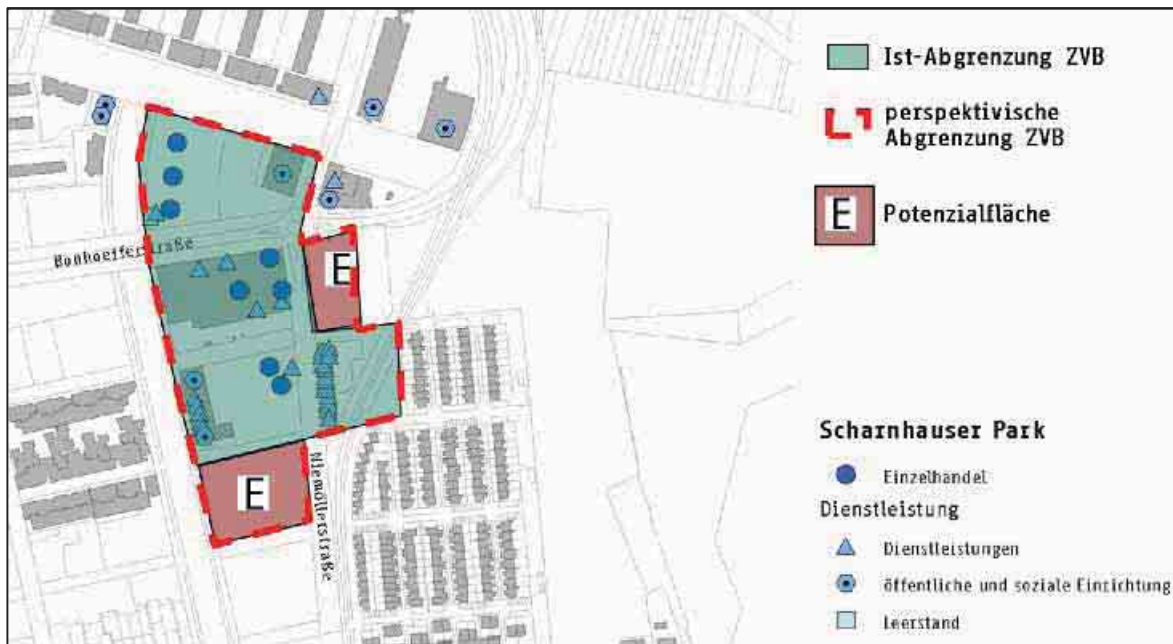 Ist-Abgrenzung ZVB
perspektivische
Abgrenzung ZVB
E
Potenzialfläche
Bonhoefferstraße
E
E
Niemöllerstraße
Scharnhauser Park
Einzelhandel
Dienstleistung
Dienstleistungen
öffentliche und soziale Einrichtung
Leerstand